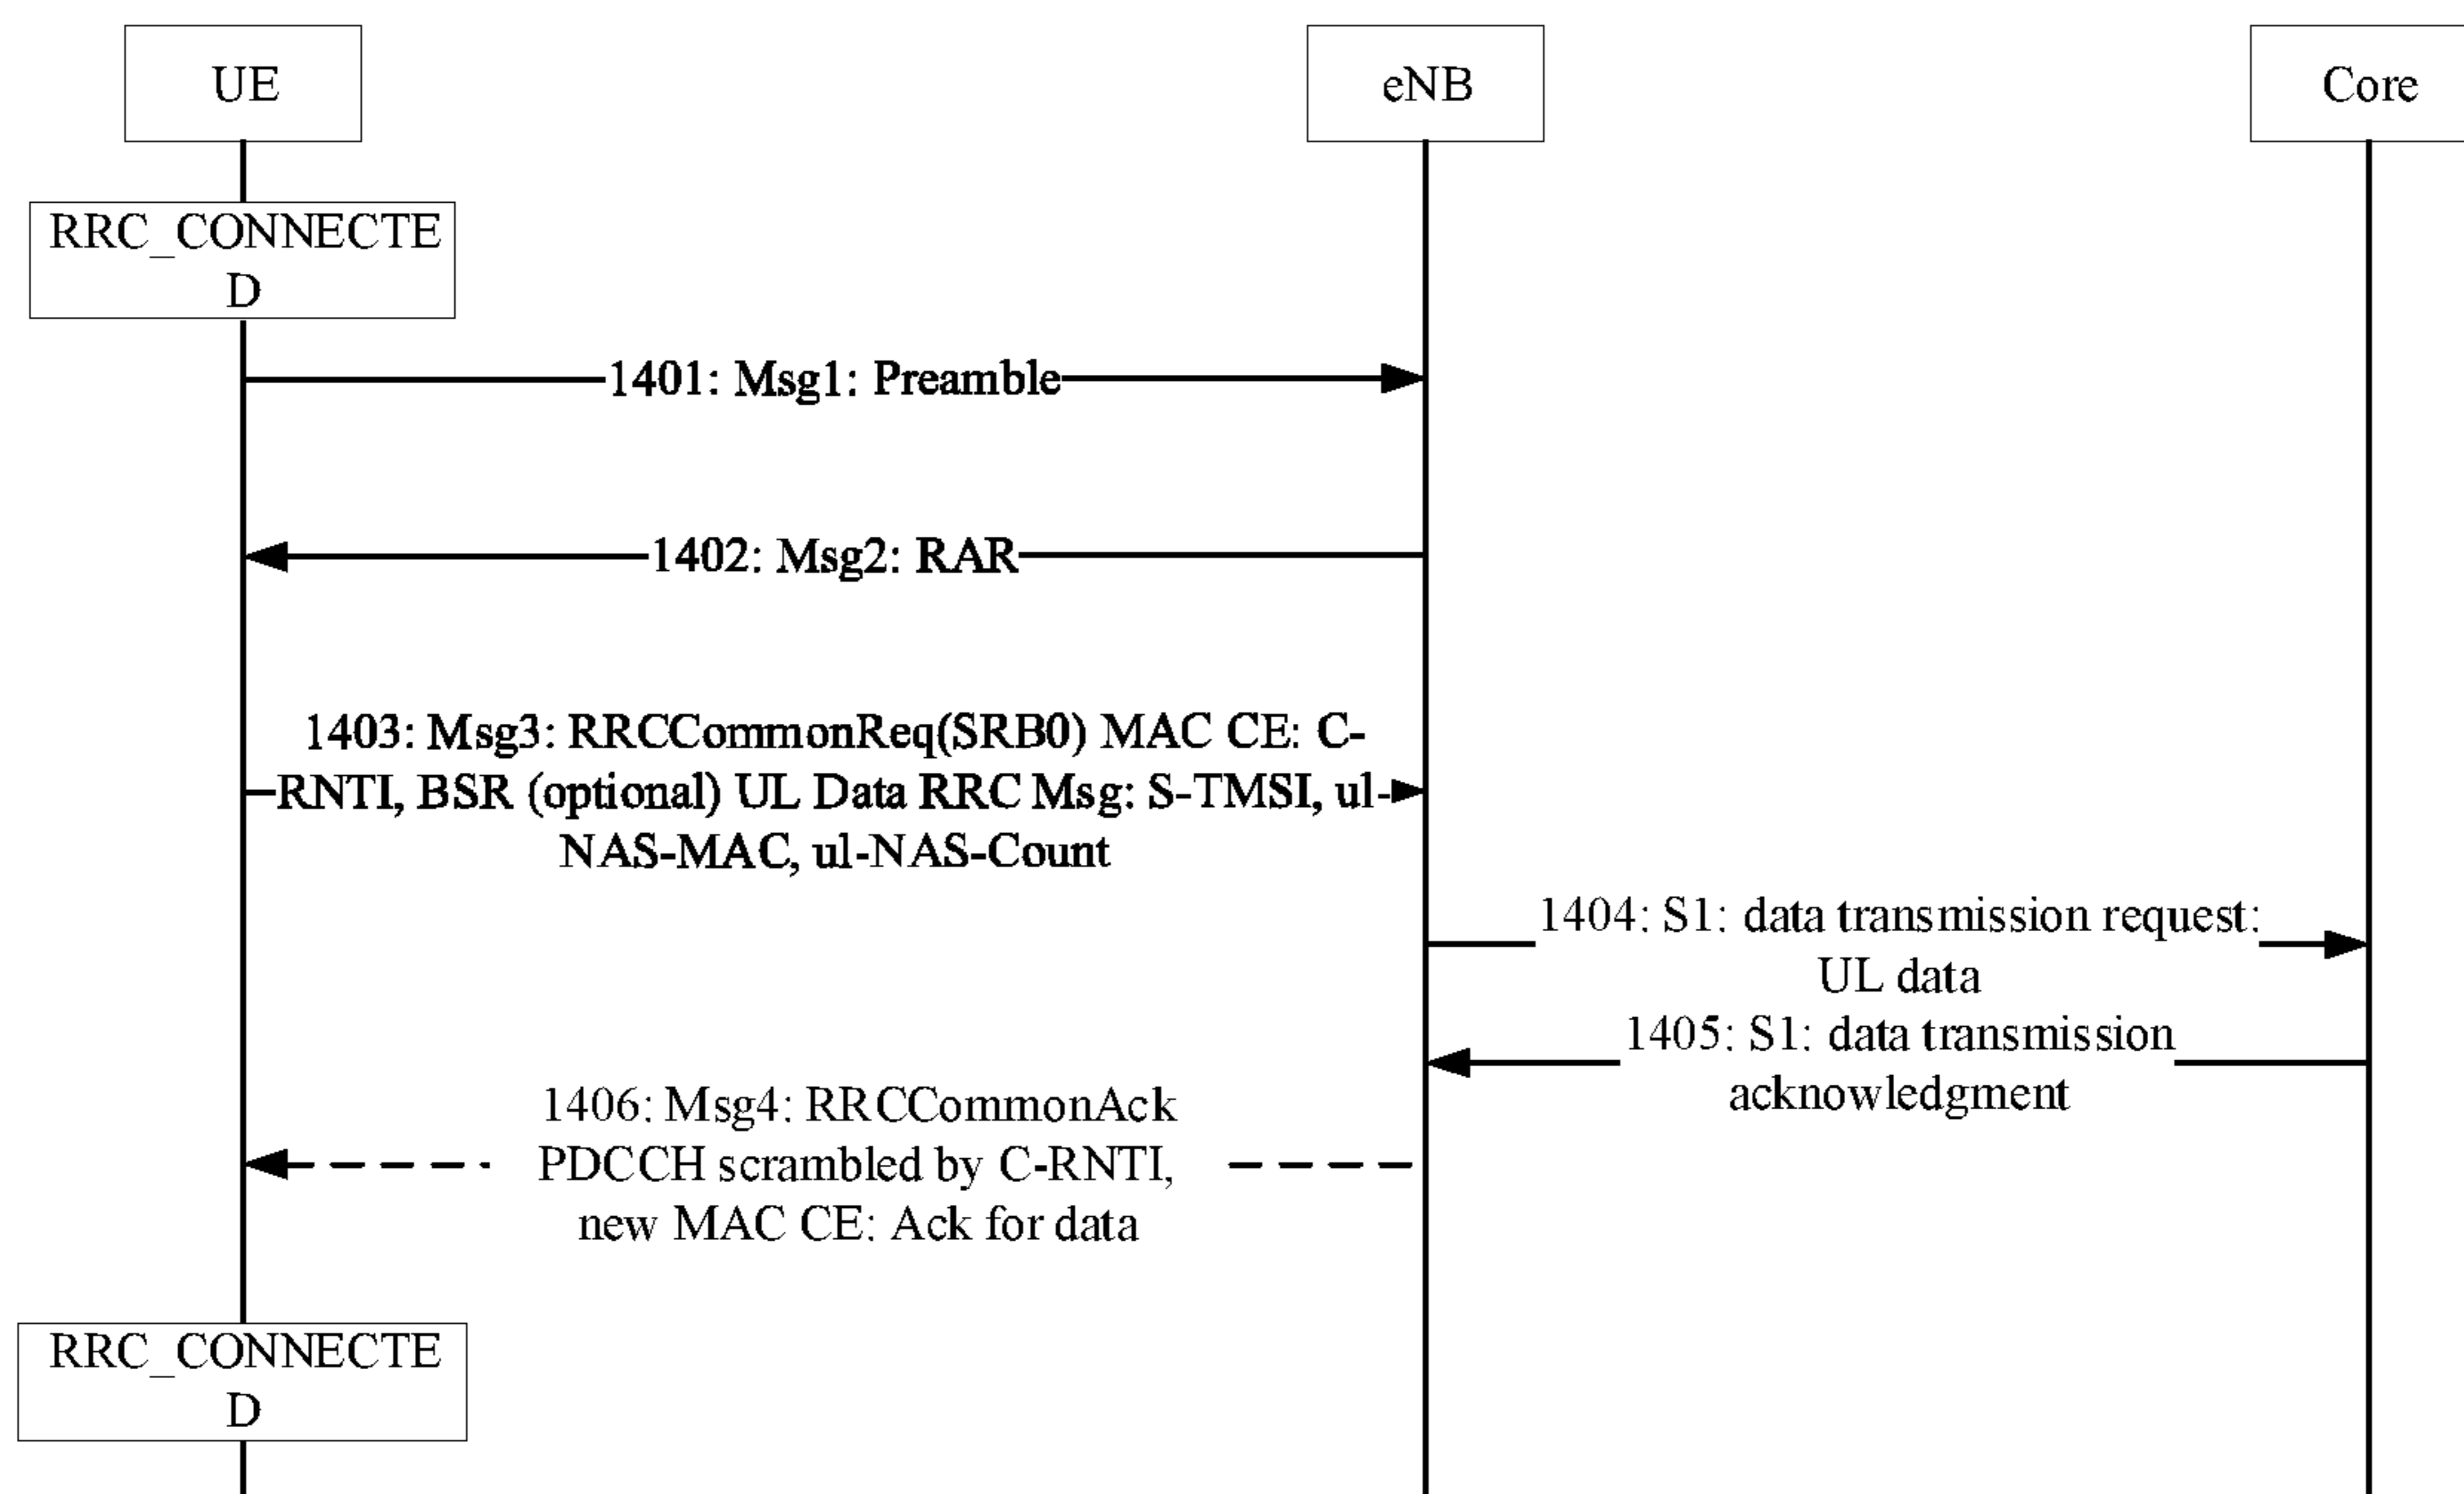 UE
eNB
Core
RRC_CONNECTE
D
1401: Msg1: Preamble
1402: Msg2: RAR
1403: Msg3: RRCCommonReq(SRB0) MAC CE: C-
RNTI, BSR (optional) UL Data RRC Msg: S-TMSI, ul-
NAS-MAC, ul-NAS-Count
1404: S1: data transmission request:
UL data
1405: S1: data transmission
acknowledgment
1406: Msg4: RRCCommonAck
PDCCH scrambled by C-RNTI,
new MAC CE: Ack for data
RRC_CONNECTE
D